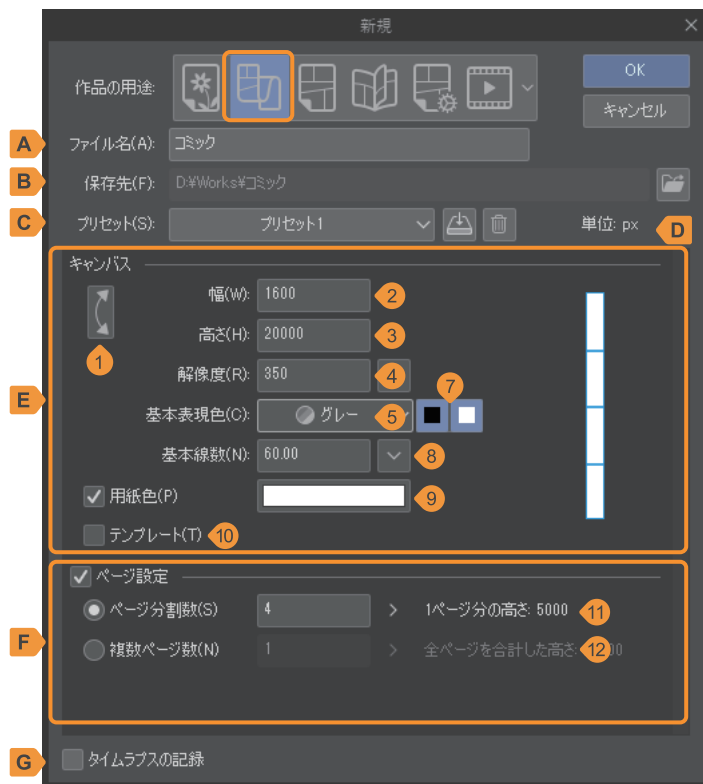 新規
作品の用途:
OK
キャンセル
A ファイル名(A): コミック
B 保存先(F): D:¥Works¥コミック
C プリセット(S): プリセット1 単位: px D
キャンバス
幅(W): 1600 2
高さ(H): 20000 3
1
解像度(R): 350 4
7
E
基本表現色(C): グレー 5
基本線数(N): 60.00 8
用紙色(P) 9
テンプレート(T) 10
ページ設定
ページ分割数(S) 4 > 1ページ分の高さ: 5000 11
F 複数ページ数(N) 1 > 全ページを合計した高さ: 12
G タイムラプスの記録